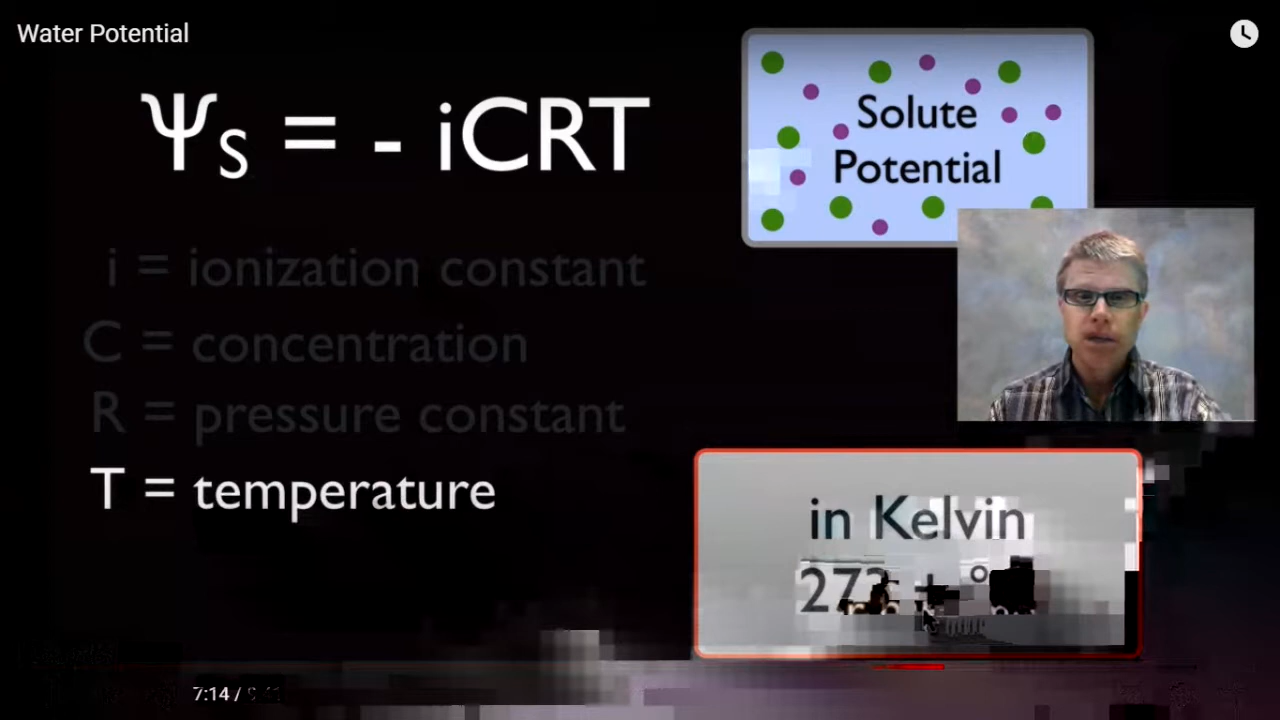 Water Potential
Ψs = - iCRT
Solute
Potential
i = ionization constant
C = concentration
R = pressure constant
T = temperature
in Kelvin
7:14 /